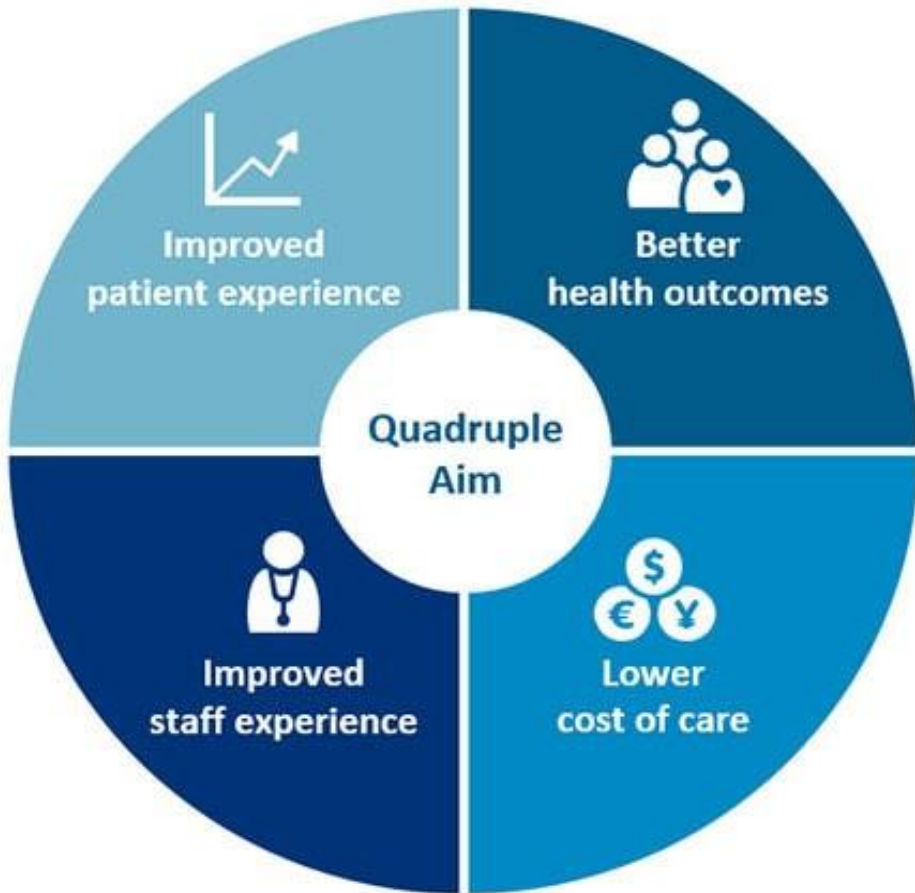 Improved
patient experience
Better
health outcomes
Quadruple
Aim
Improved
staff experience
$
€ ¥
Lower
cost of care